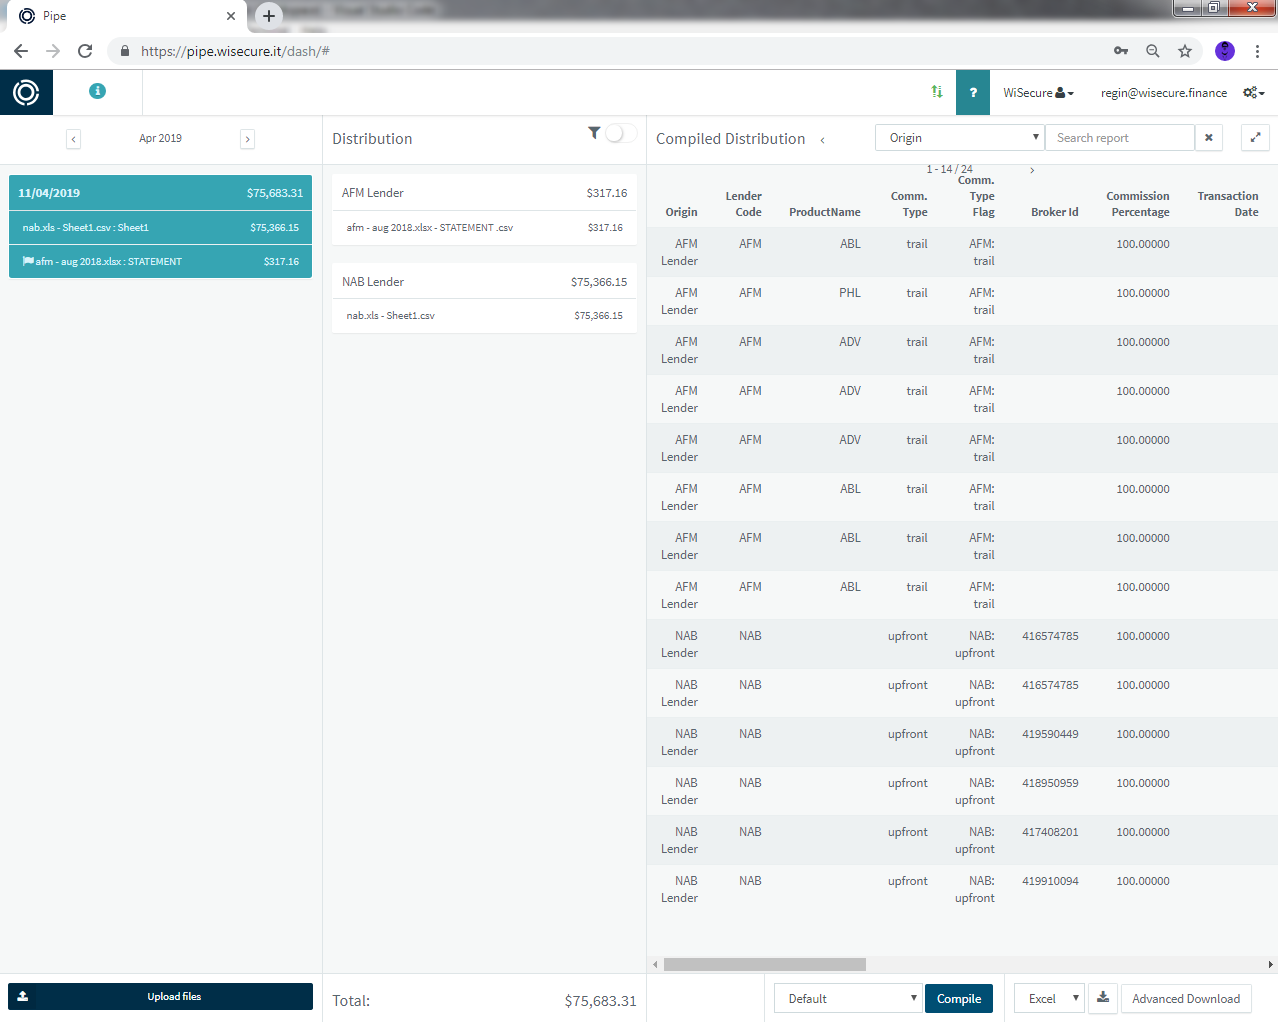 Pipe
https://pipe.wisecure.it/dash/#
?
WiSecure
regin@wisecure.finance
Apr 2019
Distribution
Compiled Distribution
Origin
Search report
1 - 14 / 24
11/04/2019 $75,683.31
nab.xls - Sheet1.csv : Sheet1 $75,366.15
afm - aug 2018.xlsx : STATEMENT $317.16
AFM Lender $317.16
afm - aug 2018.xlsx - STATEMENT .csv $317.16
NAB Lender $75,366.15
nab.xls - Sheet1.csv $75,366.15
Comm.
Lender Comm. Type Commission Transaction
Origin Code ProductName Type Flag Broker Id Percentage Date
AFM AFM ABL trail AFM: 100.00000
Lender trail
AFM AFM PHL trail AFM: 100.00000
Lender trail
AFM AFM ADV trail AFM: 100.00000
Lender trail
AFM AFM ADV trail AFM: 100.00000
Lender trail
AFM AFM ADV trail AFM: 100.00000
Lender trail
AFM AFM ABL trail AFM: 100.00000
Lender trail
AFM AFM ABL trail AFM: 100.00000
Lender trail
AFM AFM ABL trail AFM: 100.00000
Lender trail
NAB NAB upfront NAB: 416574785 100.00000
Lender upfront
NAB NAB upfront NAB: 416574785 100.00000
Lender upfront
NAB NAB upfront NAB: 419590449 100.00000
Lender upfront
NAB NAB upfront NAB: 418950959 100.00000
Lender upfront
NAB NAB upfront NAB: 417408201 100.00000
Lender upfront
NAB NAB upfront NAB: 419910094 100.00000
Lender upfront
Upload files
Total: $75,683.31
Default
Compile
Excel
Advanced Download